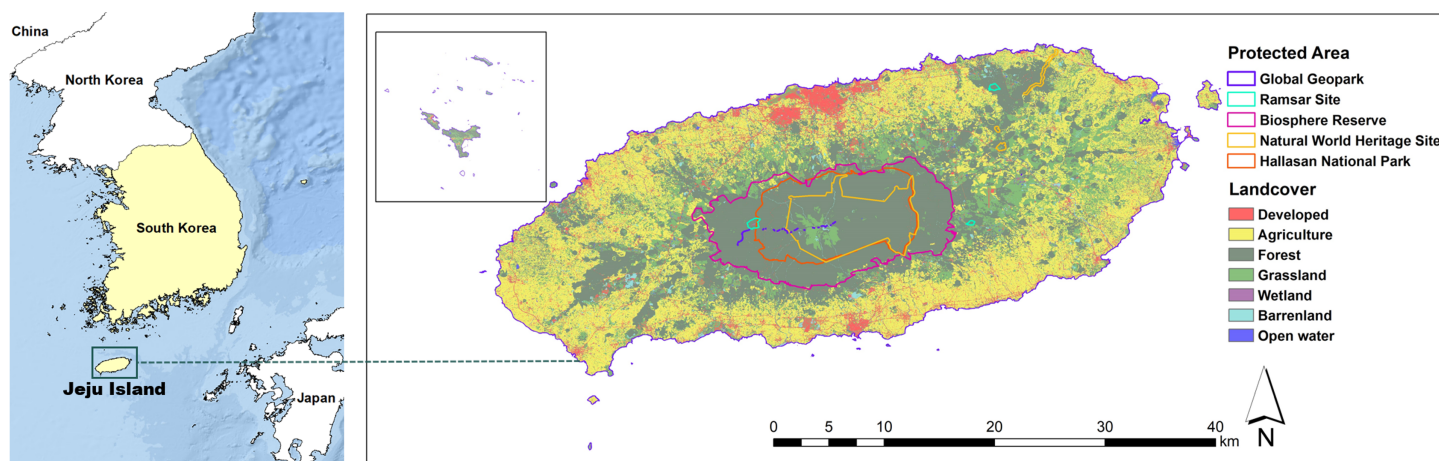 China
North Korea
South Korea
Jeju Island
Japan
Protected Area
Global Geopark
Ramsar Site
Biosphere Reserve
Natural World Heritage Site
Hallasan National Park
Landcover
Developed
Agriculture
Forest
Grassland
Wetland
Barrenland
Open water
N
0 5 10 20 30 40
km